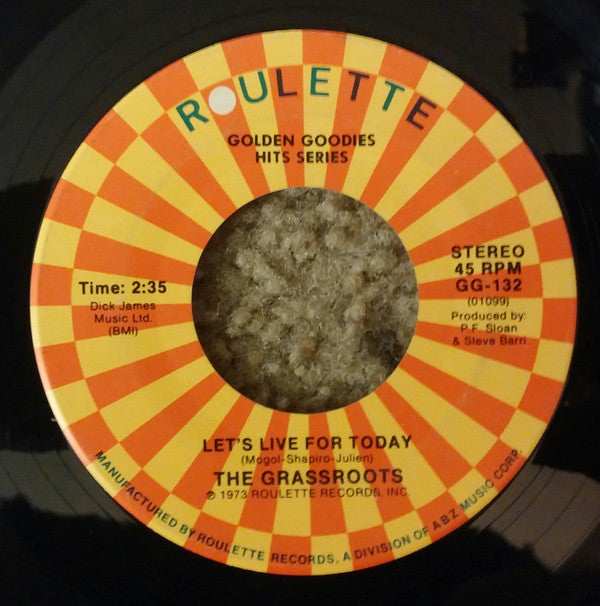 ROULETTE
GOLDEN GOODIES
HITS SERIES
Time: 2:35
Dick James
Music Ltd.
(BMI)
STEREO
45 RPM
GG-132
(01099)
Produced by:
P.F. Sloan
& Steve Barri
LET'S LIVE FOR TODAY
(Mogol-Shapiro-Julien)
THE GRASSROOTS
℗ 1973 ROULETTE RECORDS, INC
MANUFACTURED BY ROULETTE RECORDS, A DIVISION OF ABZ MUSIC CORP.